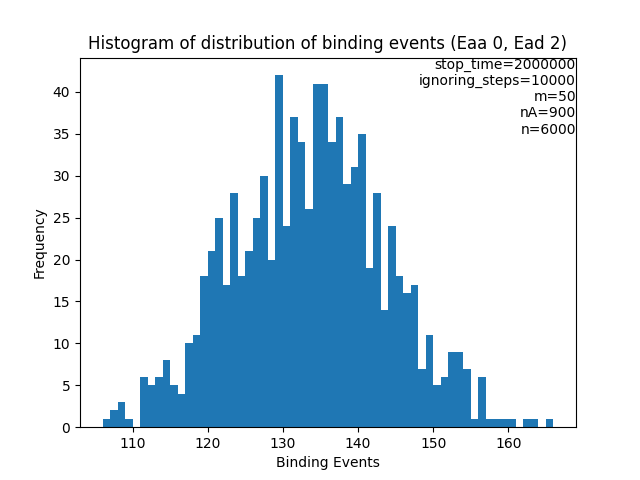 Histogram of distribution of binding events (Eaa 0, Ead 2)
stop_time=2000000
ignoring_steps=10000
m=50
nA=900
n=6000
40
35
30
25
20
15
10
5
0
Frequency
110 120 130 140 150 160
Binding Events